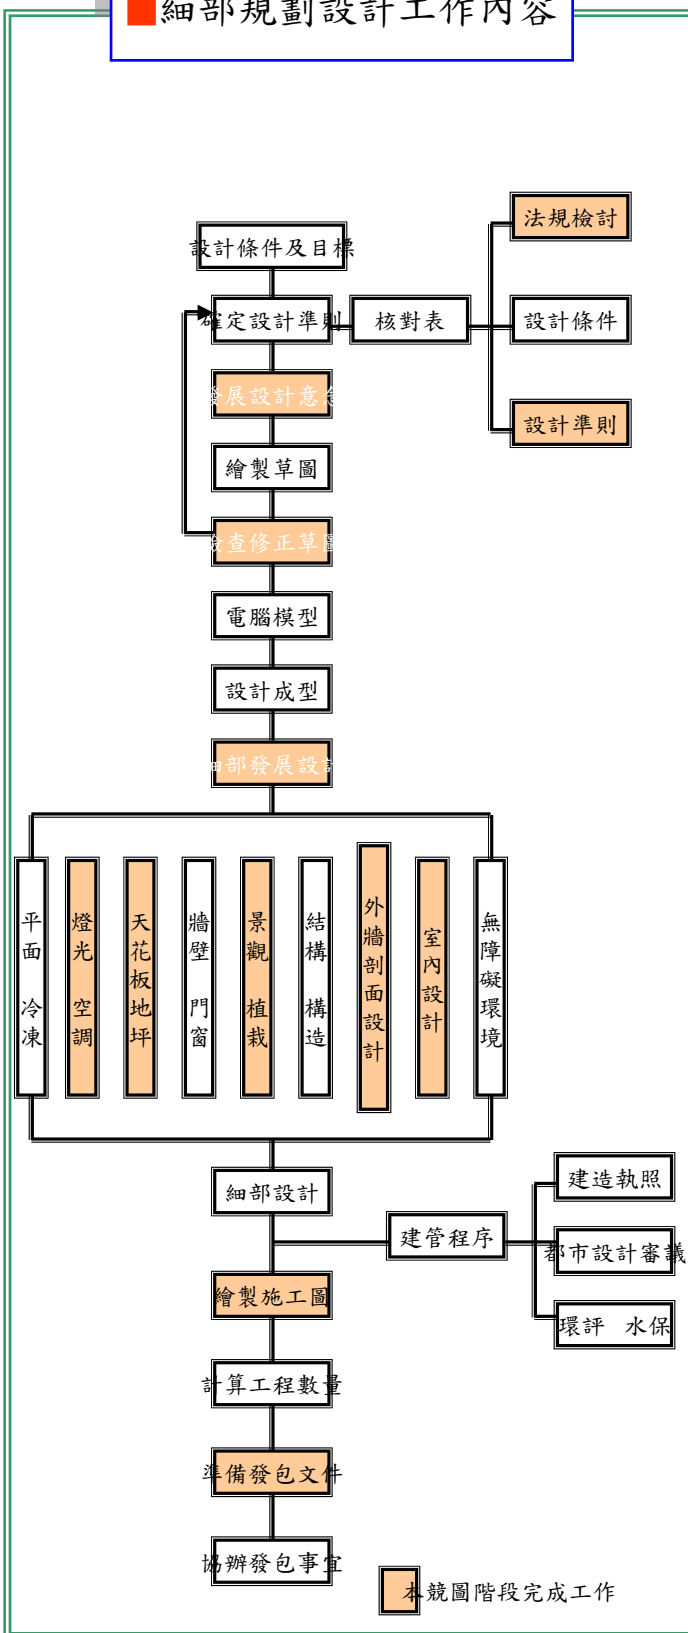 細部規劃設計工作內容
法規檢討
設計條件及目標
確定設計準則
核對表
設計條件
發展設計意念
設計準則
繪製草圖
檢查修正草圖
電腦模型
設計成型
細部發展設計
平面 冷凍
燈光 空調
天花板地坪
牆壁 門窗
景觀 植栽
結構 構造
外牆剖面設計
室內設計
無障礙環境
細部設計
建造執照
建管程序
都市設計審議
繪製施工圖
環評 水保
計算工程數量
準備發包文件
協辦發包事宜
本競圖階段完成工作